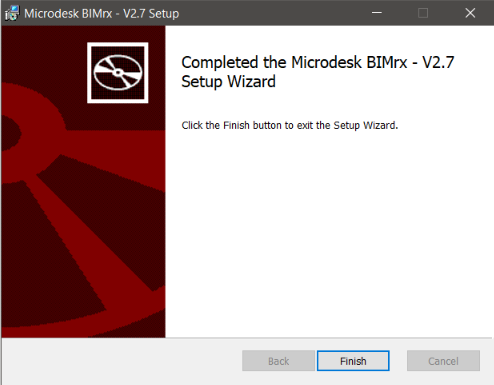 Microdesk BIMrx - V2.7 Setup
Completed the Microdesk BIMrx - V2.7
Setup Wizard
Click the Finish button to exit the Setup Wizard.
Back Finish Cancel